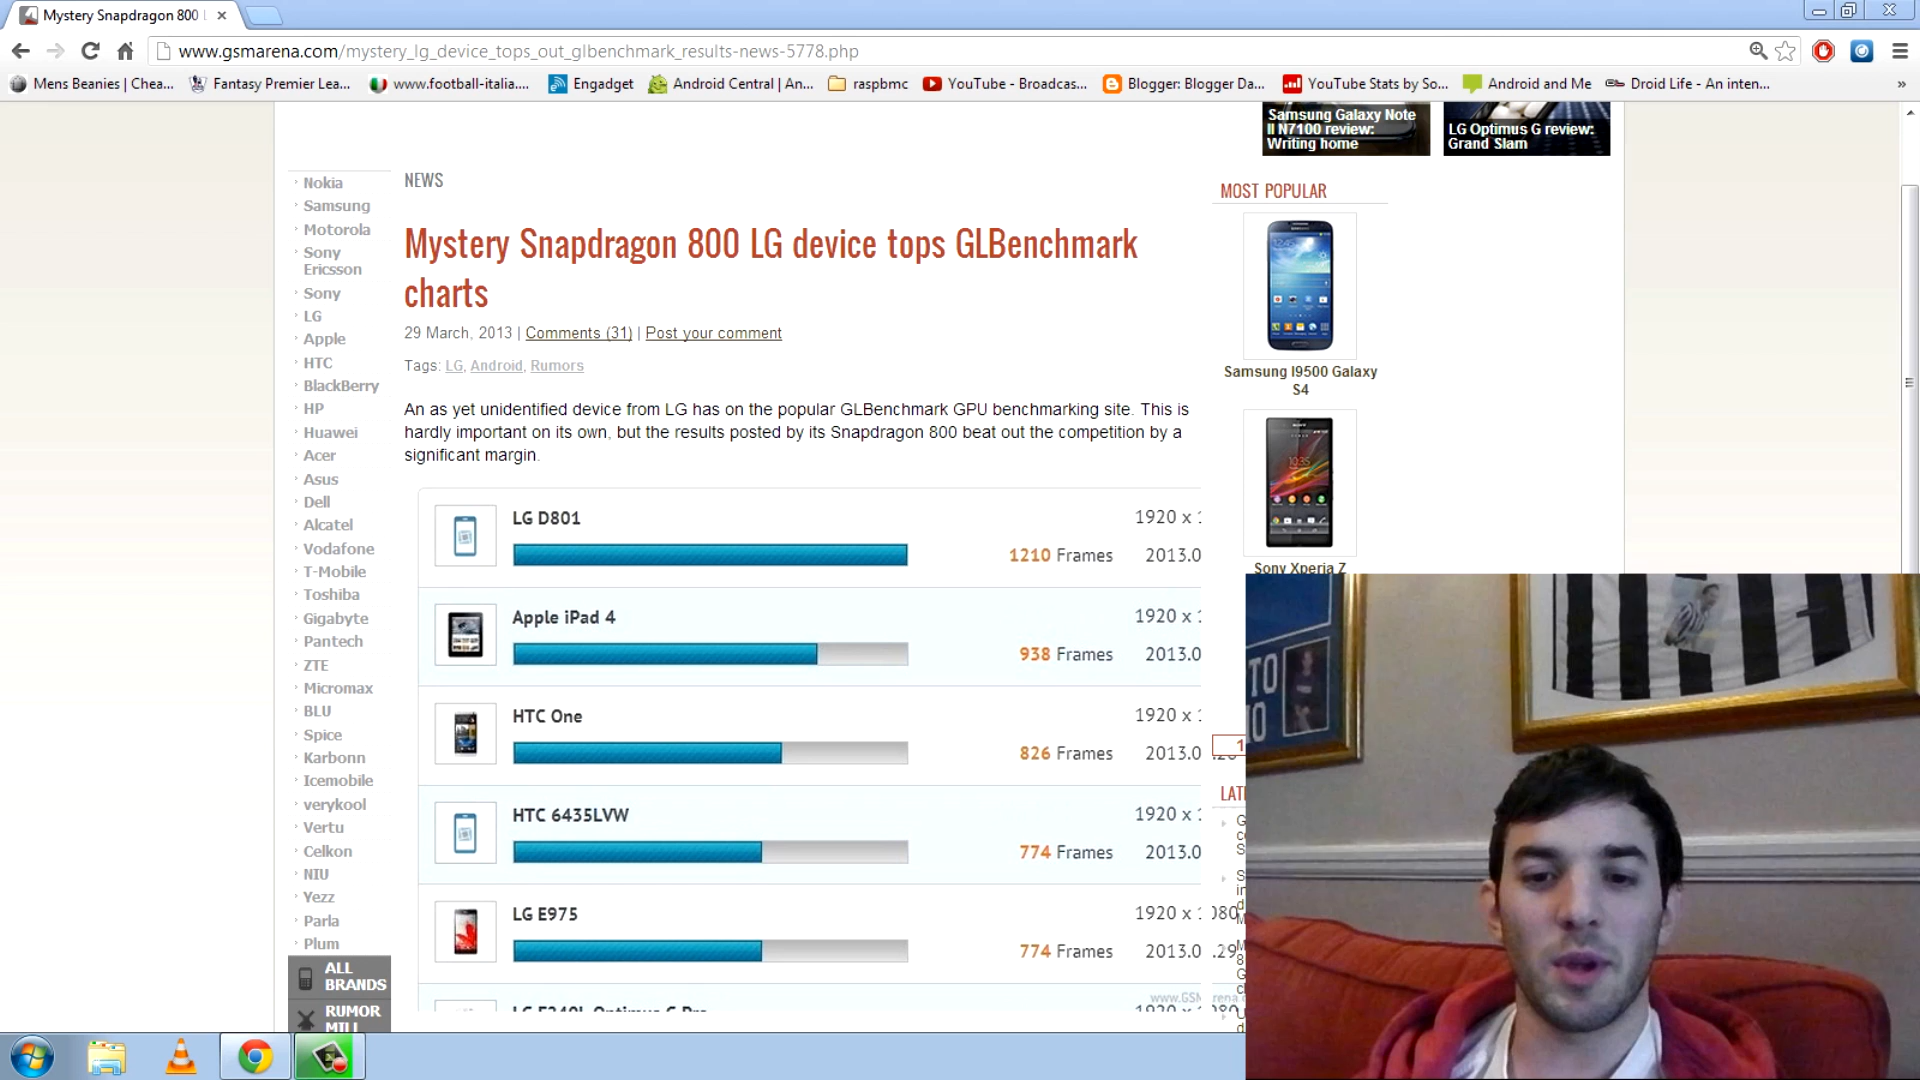 Mystery Snapdragon 800
www.gsmarena.com/mystery_lg_device_tops_out_glbenchmark_results-news-5778.php
Mens Beanies | Chea... Fantasy Premier Lea... www.football-italia.... Engadget Android Central | An... raspbmc YouTube - Broadcas... Blogger: Blogger Da... YouTube Stats by So... Android and Me Droid Life - An inten... »
Samsung Galaxy Note
II N7100 review:
Writing home
LG Optimus G review:
Grand Slam
Nokia
Samsung
Motorola
Sony
Ericsson
Sony
LG
Apple
HTC
BlackBerry
HP
Huawei
Acer
Asus
Dell
Alcatel
Vodafone
T-Mobile
Toshiba
Gigabyte
Pantech
ZTE
Micromax
BLU
Spice
Karbonn
Icemobile
verykool
Vertu
Celkon
NIU
Yezz
Parla
Plum
ALL
BRANDS
RUMOR
MILL
NEWS
Mystery Snapdragon 800 LG device tops GLBenchmark
charts
29 March, 2013 | Comments (31) | Post your comment
Tags: LG, Android, Rumors
An as yet unidentified device from LG has on the popular GLBenchmark GPU benchmarking site. This is
hardly important on its own, but the results posted by its Snapdragon 800 beat out the competition by a
significant margin.
LG D801
1920 x
1210 Frames 2013.0
Apple iPad 4
1920 x
938 Frames 2013.0
HTC One
1920 x
826 Frames 2013.0
HTC 6435LVW
1920 x
774 Frames 2013.0
LG E975
1920 x 1080
774 Frames 2013.0 .29
MOST POPULAR
Samsung I9500 Galaxy
S4
Sony Xperia Z